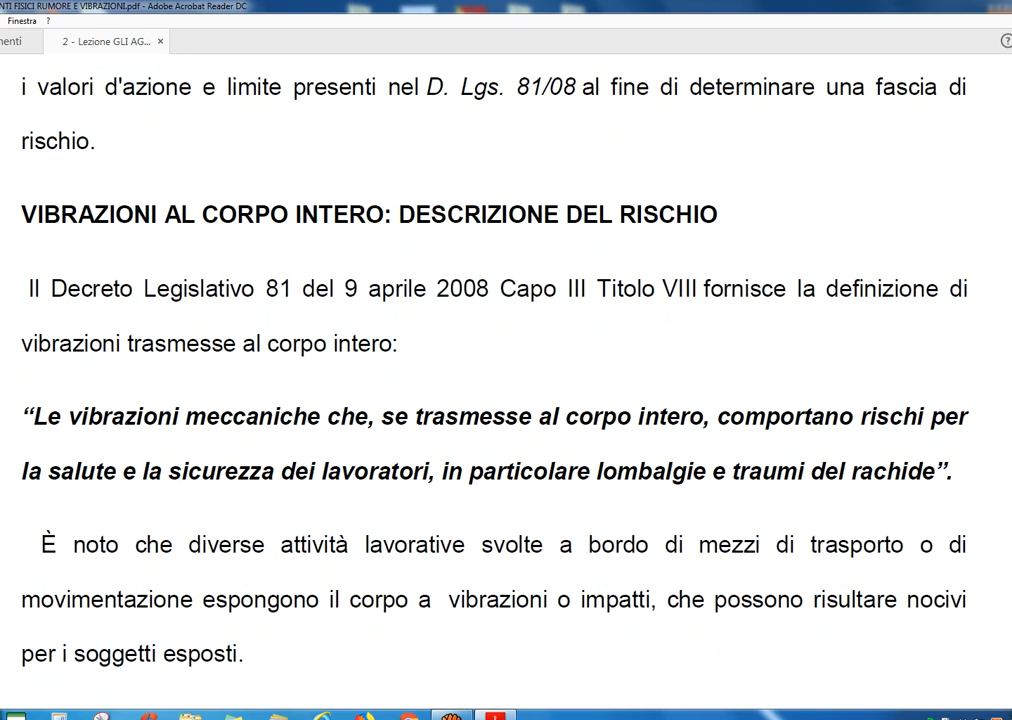 NTI FISICI RUMORE E VIBRAZIONI.pdf - Adobe Acrobat Reader DC
Finestra ?
menti 2 - Lezione GLI AG... × ?
i valori d'azione e limite presenti nel D. Lgs. 81/08 al fine di determinare una fascia di
rischio.
VIBRAZIONI AL CORPO INTERO: DESCRIZIONE DEL RISCHIO
Il Decreto Legislativo 81 del 9 aprile 2008 Capo III Titolo VIII fornisce la definizione di
vibrazioni trasmesse al corpo intero:
“Le vibrazioni meccaniche che, se trasmesse al corpo intero, comportano rischi per
la salute e la sicurezza dei lavoratori, in particolare lombalgie e traumi del rachide”.
È noto che diverse attività lavorative svolte a bordo di mezzi di trasporto o di
movimentazione espongono il corpo a vibrazioni o impatti, che possono risultare nocivi
per i soggetti esposti.